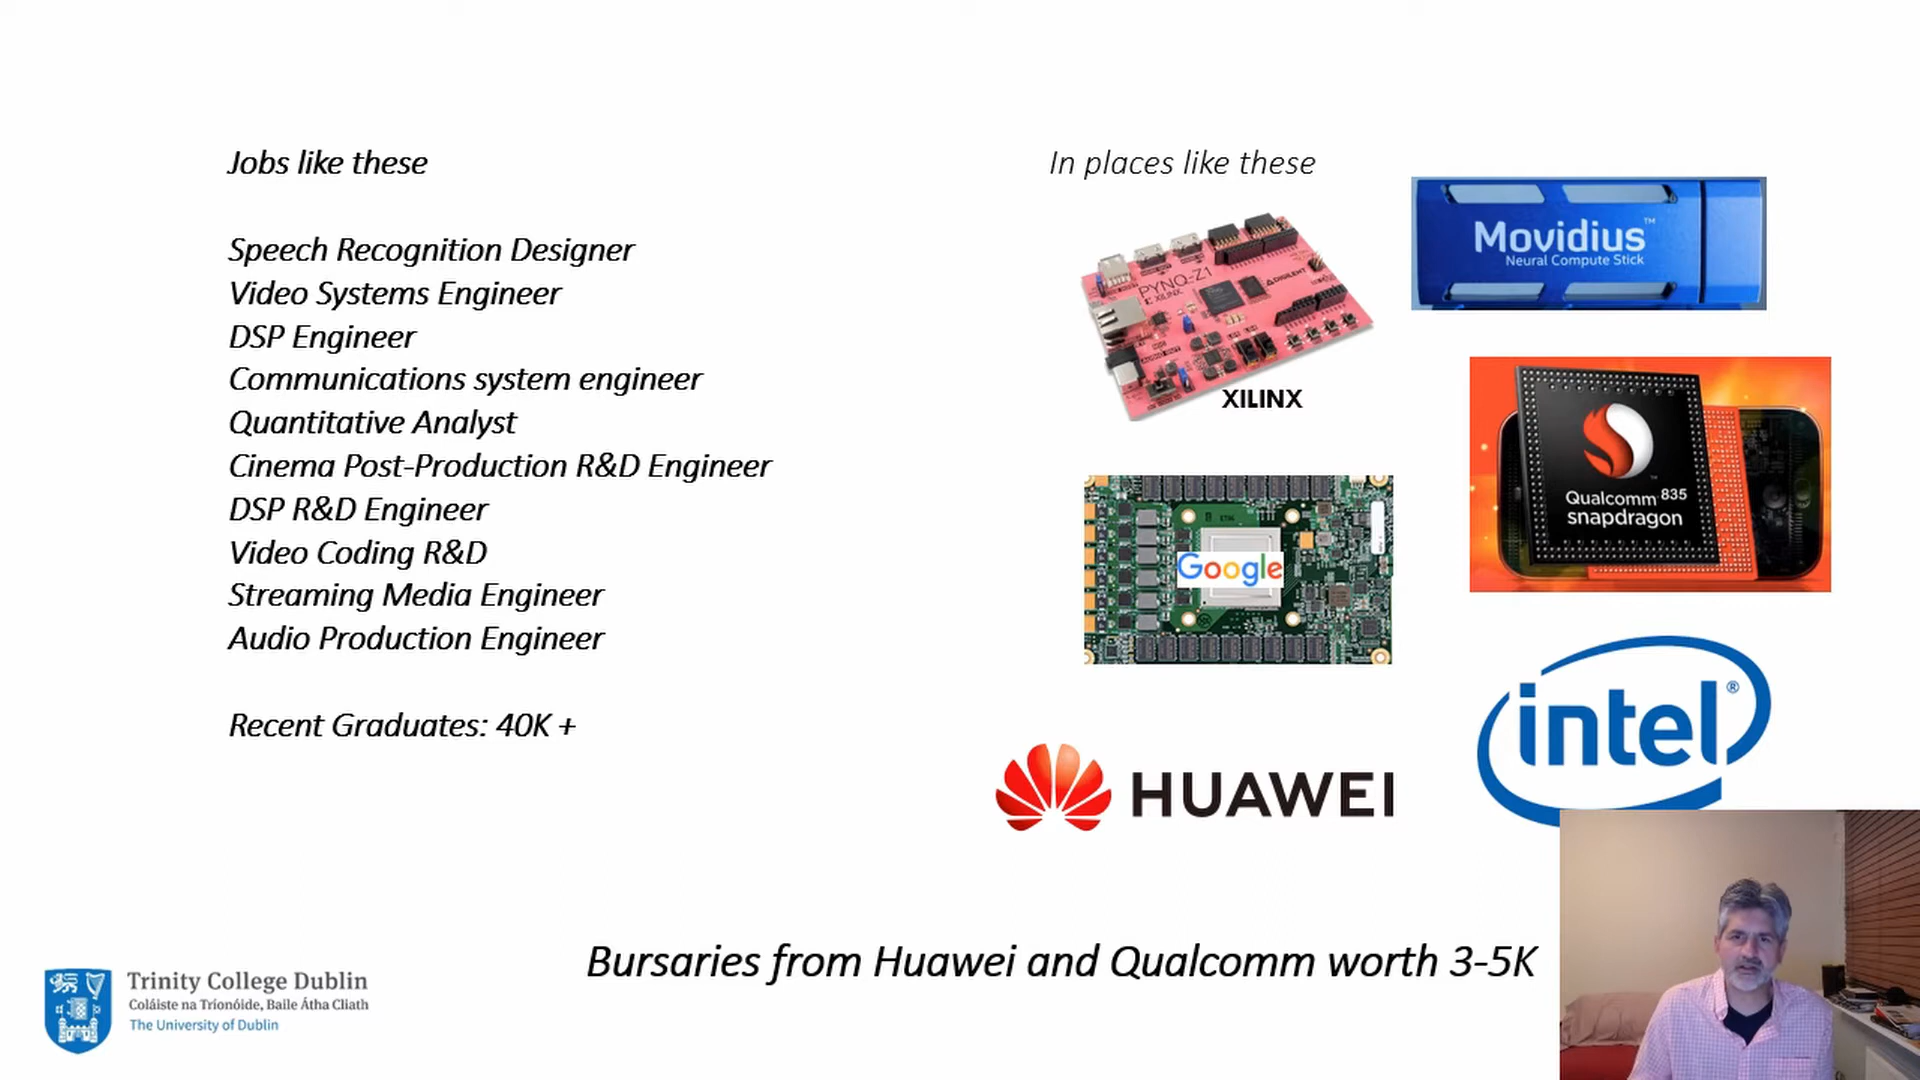 Jobs like these
Speech Recognition Designer
Video Systems Engineer
DSP Engineer
Communications system engineer
Quantitative Analyst
Cinema Post-Production R&D Engineer
DSP R&D Engineer
Video Coding R&D
Streaming Media Engineer
Audio Production Engineer
Recent Graduates: 40K +
In places like these
PYNQ-Z1
XILINX
DIGILENT
XILINX
Movidius™
Neural Compute Stick
Qualcomm 835
snapdragon
Google
intel®
HUAWEI
Bursaries from Huawei and Qualcomm worth 3-5K
Trinity College Dublin
Coláiste na Tríonóide, Baile Átha Cliath
The University of Dublin